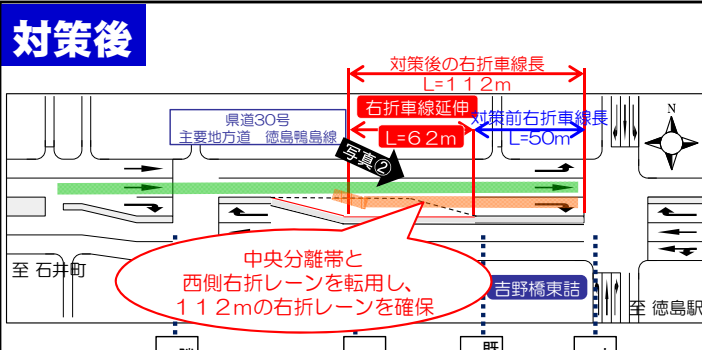 対策後
対策後の右折車線長
L=112m
右折車線延伸
対策前右折車線長
L=62m
L=50m
県道30号
主要地方道　徳島鴨島線
N
写真②
至 石井町
中央分離帯と
西側右折レーンを転用し、
112mの右折レーンを確保
吉野橋東詰
至 徳島駅